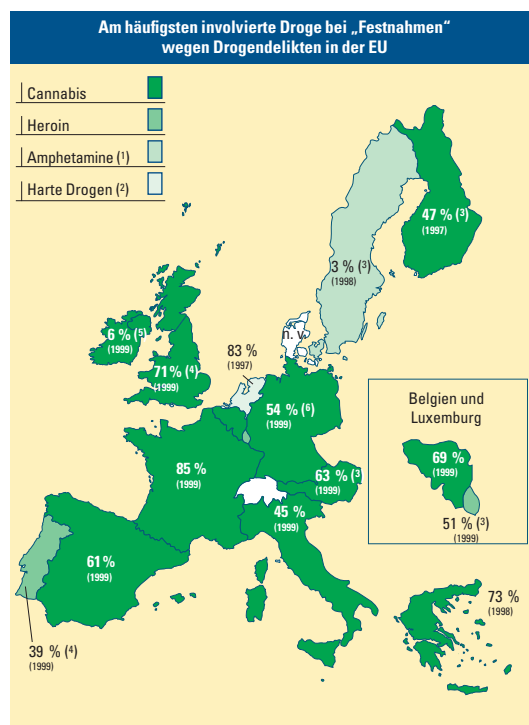 Am häufigsten involvierte Droge bei „Festnahmen“
wegen Drogendelikten in der EU
Cannabis
Heroin
Amphetamine (¹)
Harte Drogen (²)
47 % (³)
(1997)
3 % (³)
(1998)
n. v.
6 % (⁵)
(1999)
71 % (⁴)
(1999)
83 %
(1997)
54 % (⁶)
(1999)
Belgien und
Luxemburg
69 %
(1999)
51 % (³)
(1999)
85 %
(1999)
63 % (³
(1999)
45 %
(1999)
61 %
(1999)
73 %
(1998)
39 % (⁴)
(1999)